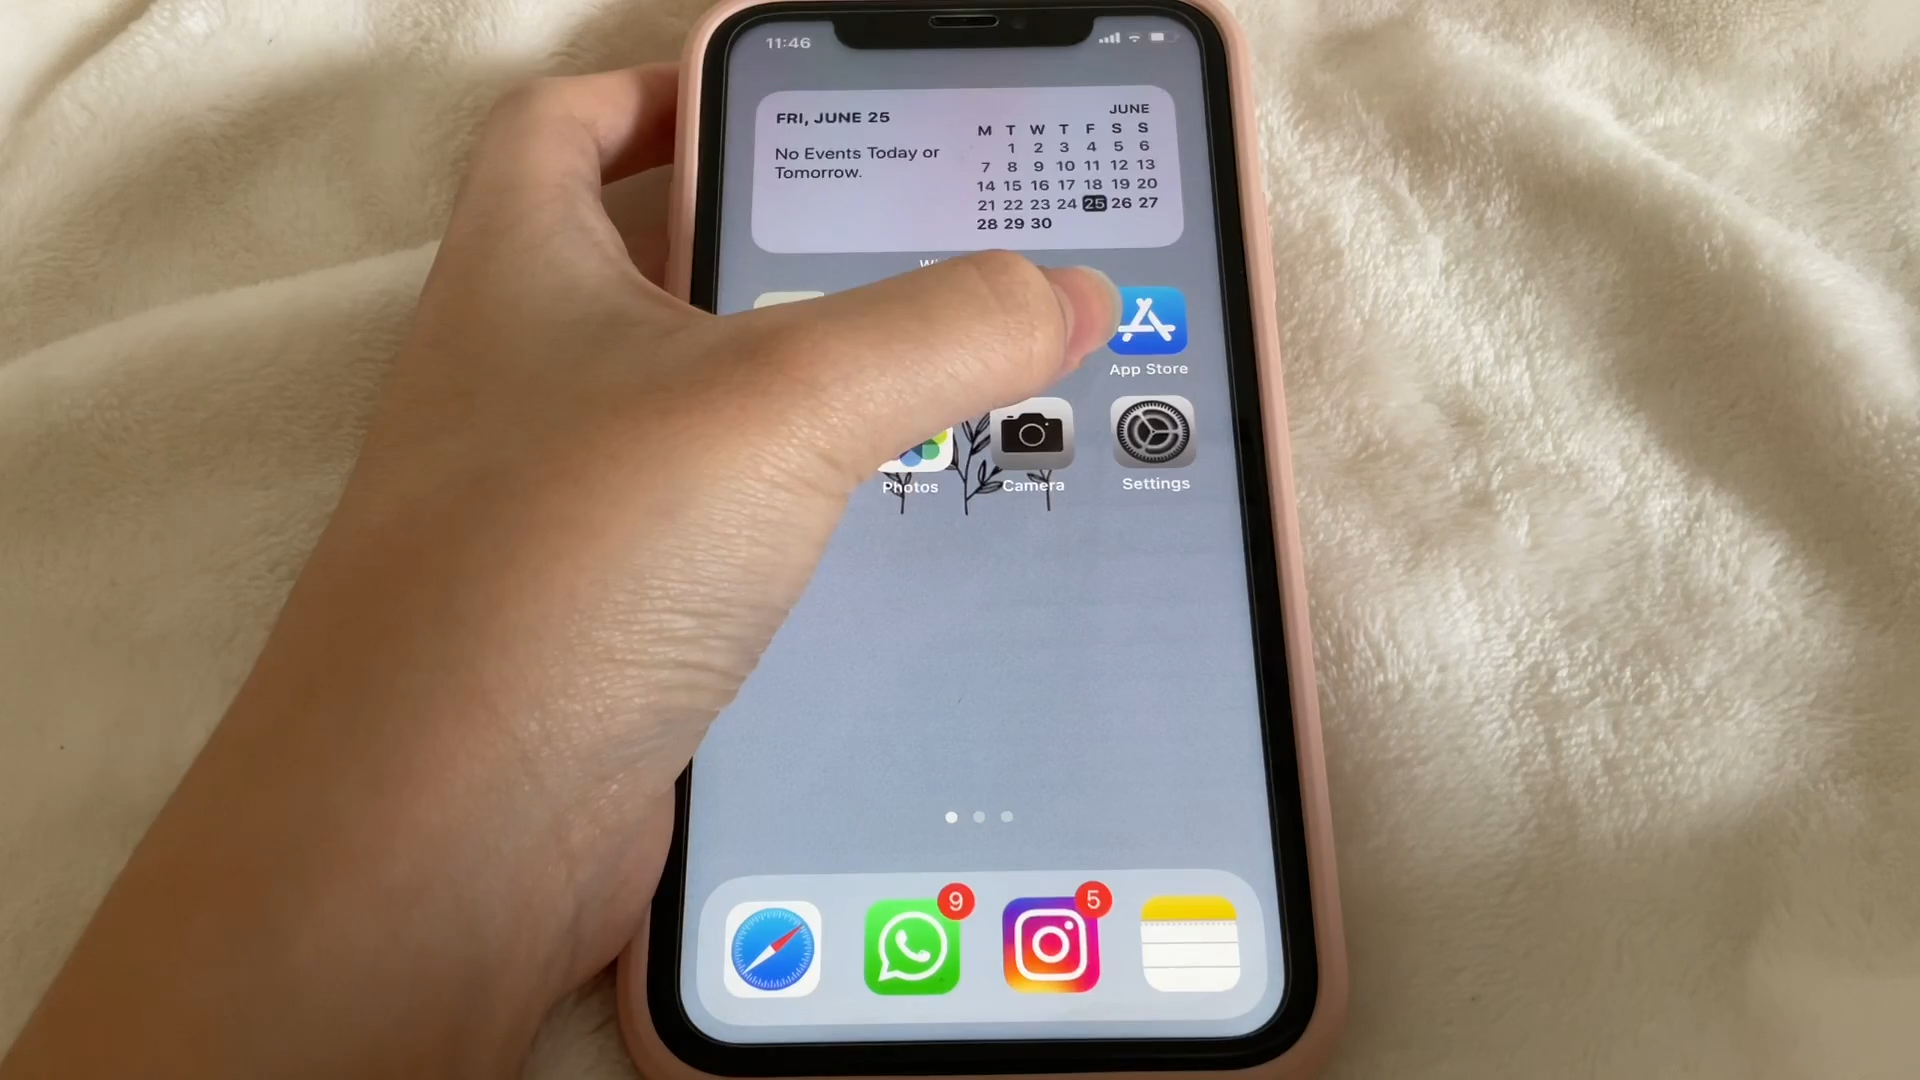 11:46
FRI, JUNE 25
No Events Today or
Tomorrow.
JUNE
M T W T F S S
1 2 3 4 5 6
7 8 9 10 11 12 13
14 15 16 17 18 19 20
21 22 23 24 25 26 27
28 29 30
App Store
Photos
Camera
Settings
9
5